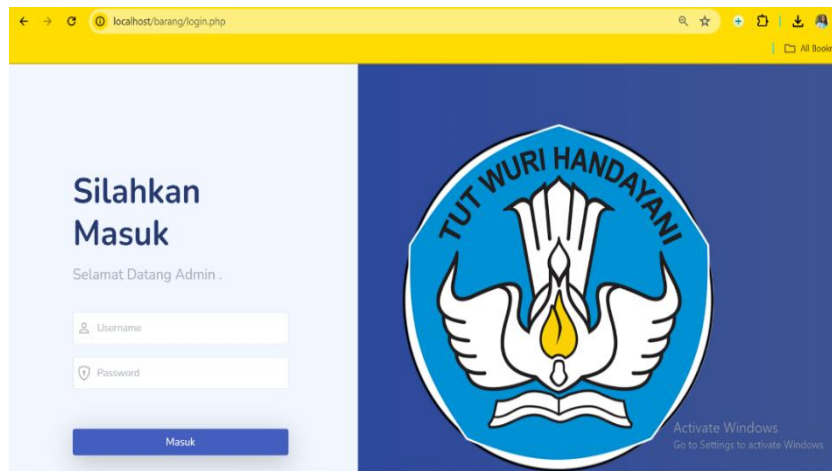 localhost/barang/login.php
All Bookr
Silahkan
Masuk
Selamat Datang Admin .
Username
Password
Masuk
TUT WURI HANDAYANI
Activate Windows
Go to Settings to activate Windows.